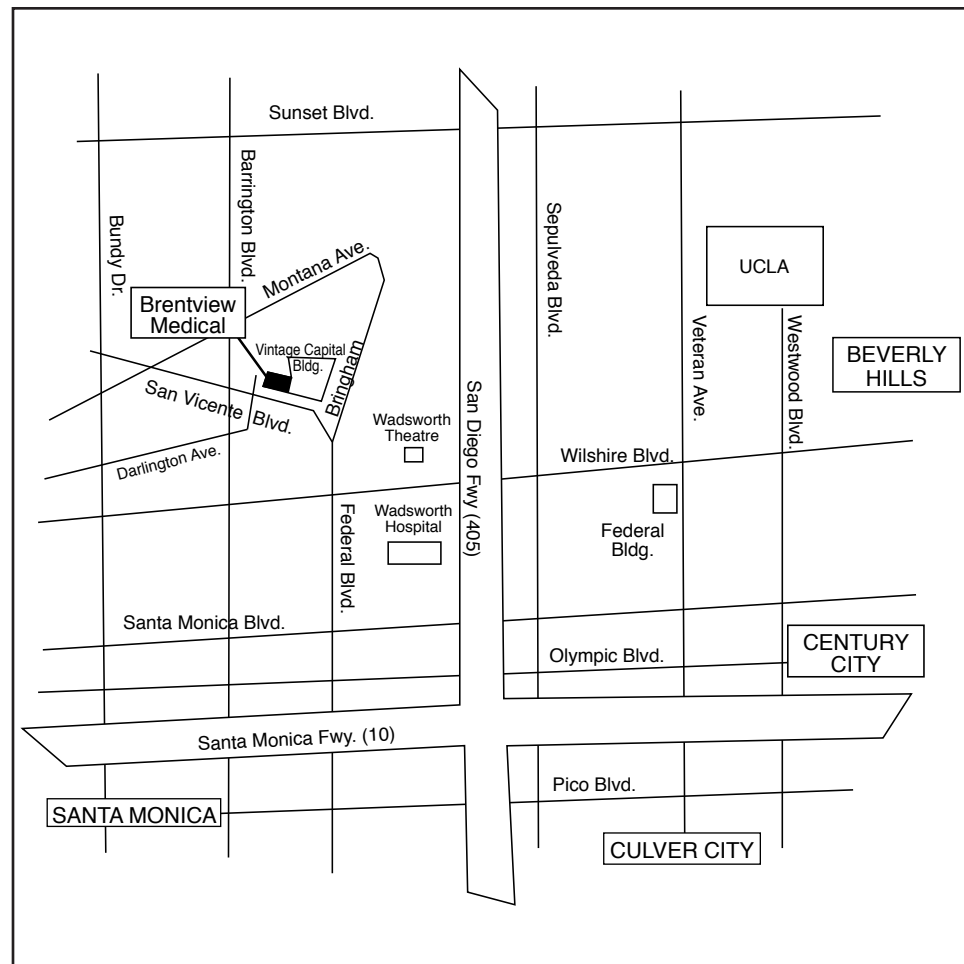 Sunset Blvd.
Bundy Dr.
Barrington Blvd.
Montana Ave.
Sepulveda Blvd.
UCLA
Brentview
Medical
Vintage Capital
Bldg.
Bringham
San Vicente Blvd.
Darlington Ave.
Wadsworth
Theatre
San Diego Fwy (405)
Veteran Ave.
Westwood Blvd.
BEVERLY
HILLS
Wilshire Blvd.
Federal Blvd.
Wadsworth
Hospital
Federal
Bldg.
Santa Monica Blvd.
Olympic Blvd.
CENTURY
CITY
Santa Monica Fwy. (10)
Pico Blvd.
SANTA MONICA
CULVER CITY